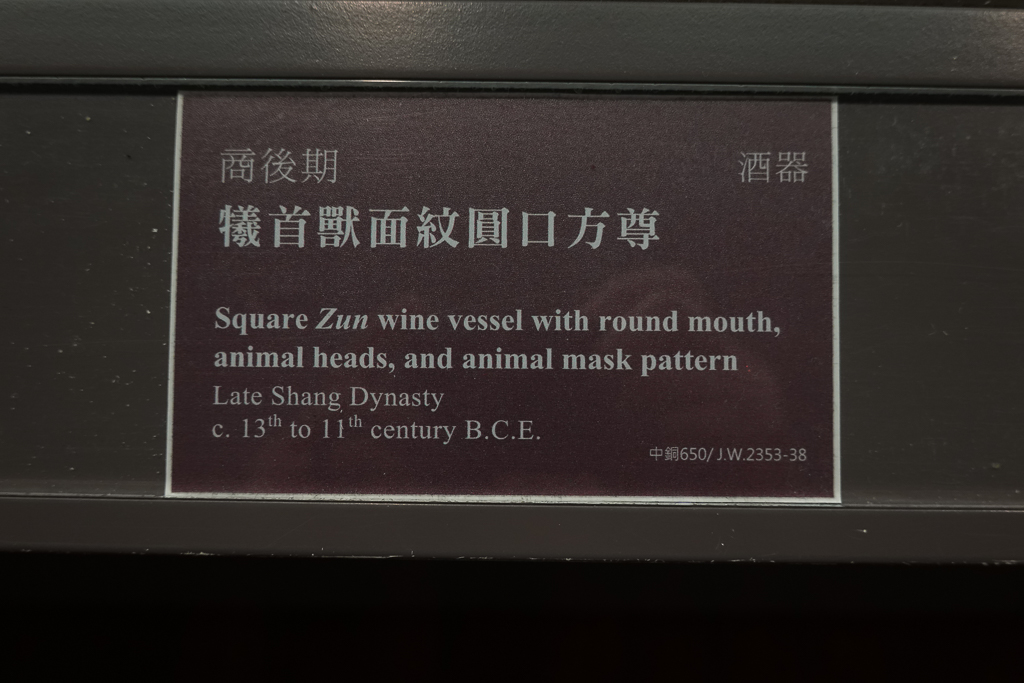 商後期 酒器
犧首獸面紋圓口方尊
Square Zun wine vessel with round mouth,
animal heads, and animal mask pattern
Late Shang Dynasty
c. 13th to 11th century B.C.E.
中銅650/ J.W.2353-38